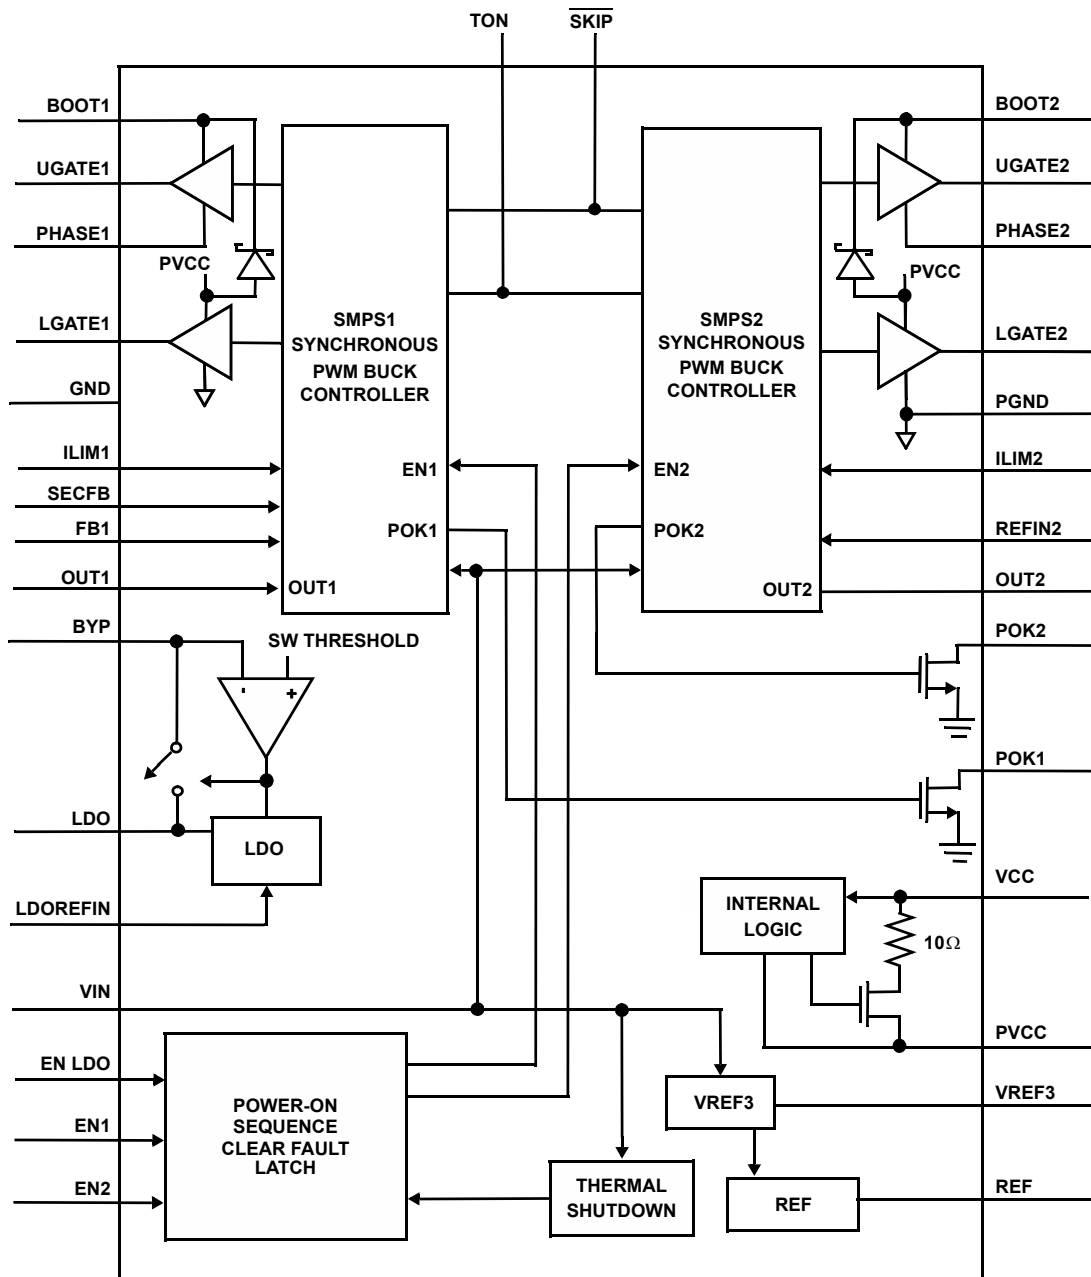 TON
SKIP
BOOT1
BOOT2
UGATE1
UGATE2
PHASE1
PHASE2
PVCC
PVCC
SMPS1
SYNCHRONOUS
PWM BUCK
CONTROLLER
SMPS2
SYNCHRONOUS
PWM BUCK
CONTROLLER
LGATE1
LGATE2
GND
PGND
ILIM1
EN1
EN2
ILIM2
SECFB
FB1
POK1
POK2
REFIN2
OUT1
OUT1
OUT2
OUT2
BYP
SW THRESHOLD
POK2
-
+
POK1
LDO
LDO
LDOREFIN
INTERNAL
LOGIC
VCC
10Ω
VIN
PVCC
EN LDO
POWER-ON
SEQUENCE
CLEAR FAULT
LATCH
VREF3
VREF3
EN1
EN2
THERMAL
SHUTDOWN
REF
REF